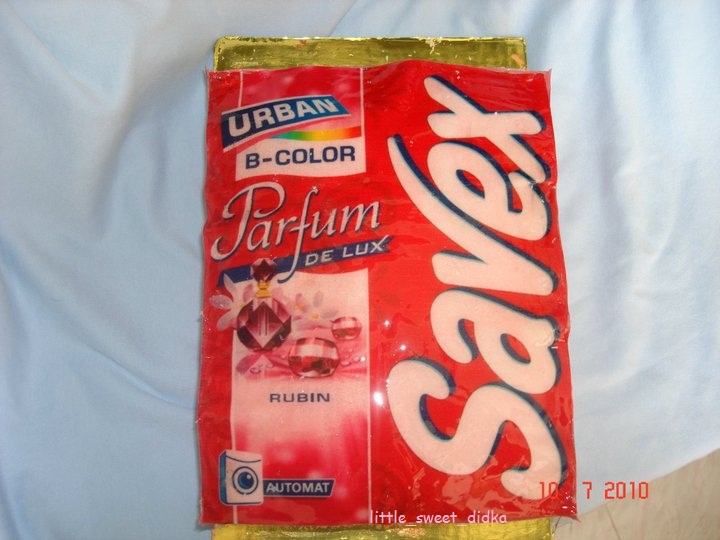 URBAN
B-COLOR
Parfum
DE LUX
RUBIN
AUTOMAT
Savex
10 7 2010
little_sweet_didka